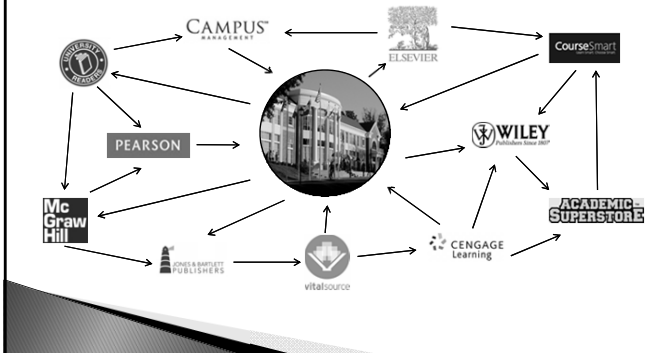 CAMPUS™
MANAGEMENT
ELSEVIER
CourseSmart
UNIVERSITY
READERS
PEARSON
WILEY
Publishers Since 1807
Mc
Graw
Hill
ACADEMIC
SUPERSTORE
JONES & BARTLETT
PUBLISHERS
vitalsource
CENGAGE
Learning